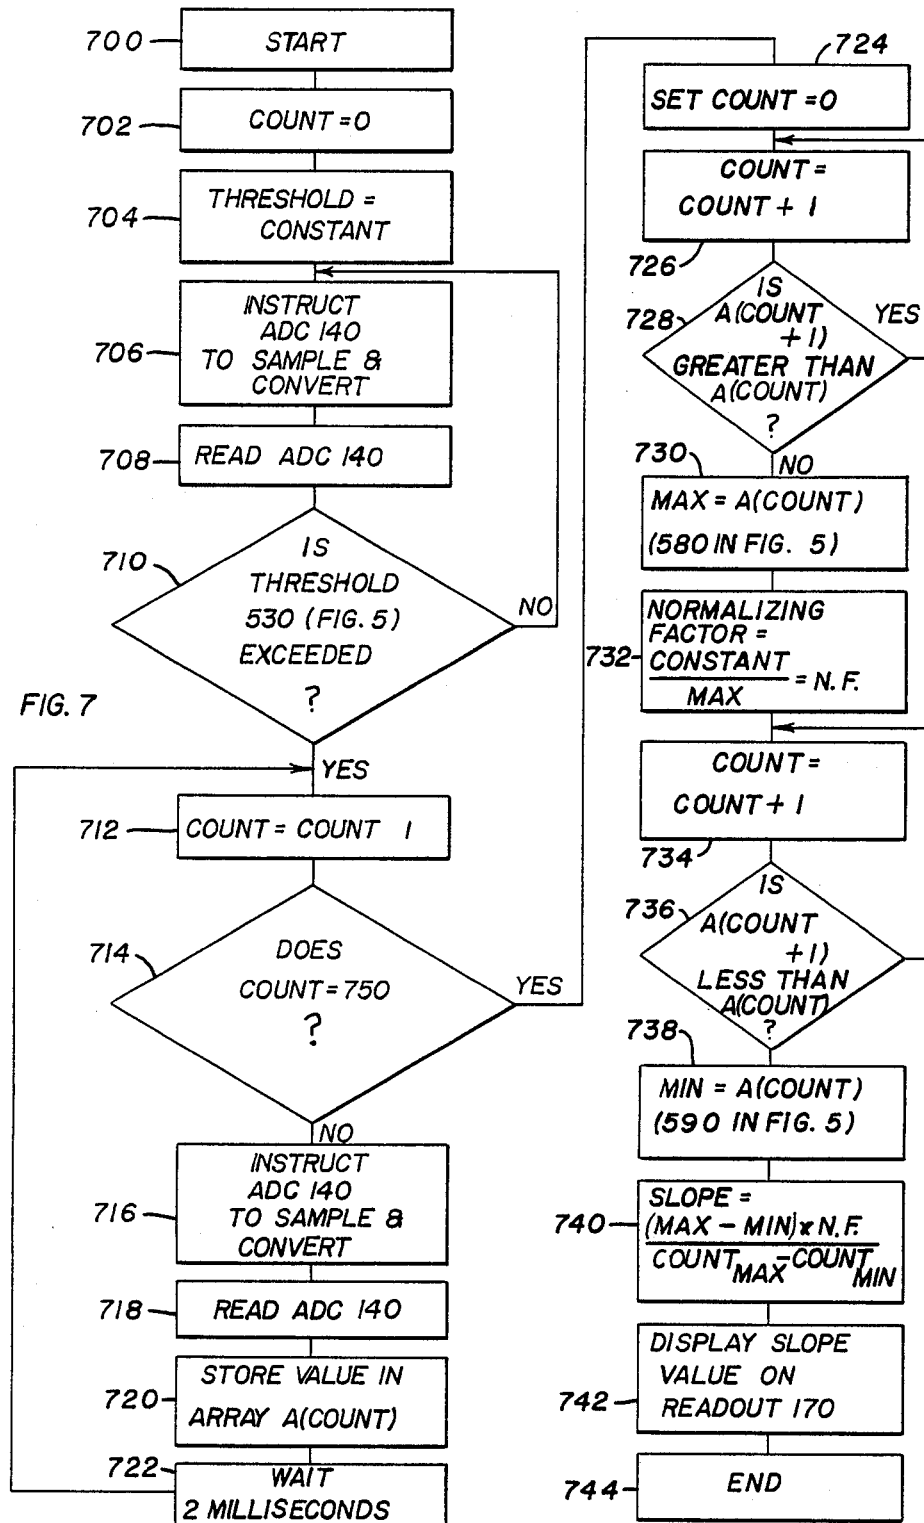 700
START
702
COUNT=0
704
THRESHOLD =
CONSTANT
706
INSTRUCT
ADC 140
TO SAMPLE &
CONVERT
708
READ ADC 140
710
IS
THRESHOLD
530 (FIG. 5)
EXCEEDED
?
NO
FIG. 7
YES
712
COUNT = COUNT 1
714
DOES
COUNT=750
?
YES
NO
716
INSTRUCT
ADC 140
TO SAMPLE &
CONVERT
718
READ ADC 140
720
STORE VALUE IN
ARRAY A(COUNT)
722
WAIT
2 MILLISECONDS
724
SET COUNT =0
COUNT =
COUNT + 1
726
728
IS
A(COUNT
+1)
GREATER THAN
A(COUNT)
?
YES
NO
730
MAX = A(COUNT)
(580 IN FIG. 5)
732
NORMALIZING
FACTOR =
CONSTANT
MAX
= N.F.
COUNT=
COUNT + 1
734
736
IS
A(COUNT
+1)
LESS THAN
A(COUNT)
?
738
MIN = A(COUNT)
(590 IN FIG. 5)
740
SLOPE =
(MAX - MIN) x N.F.
COUNT MAX - COUNT MIN
742
DISPLAY SLOPE
VALUE ON
READOUT 170
744
END